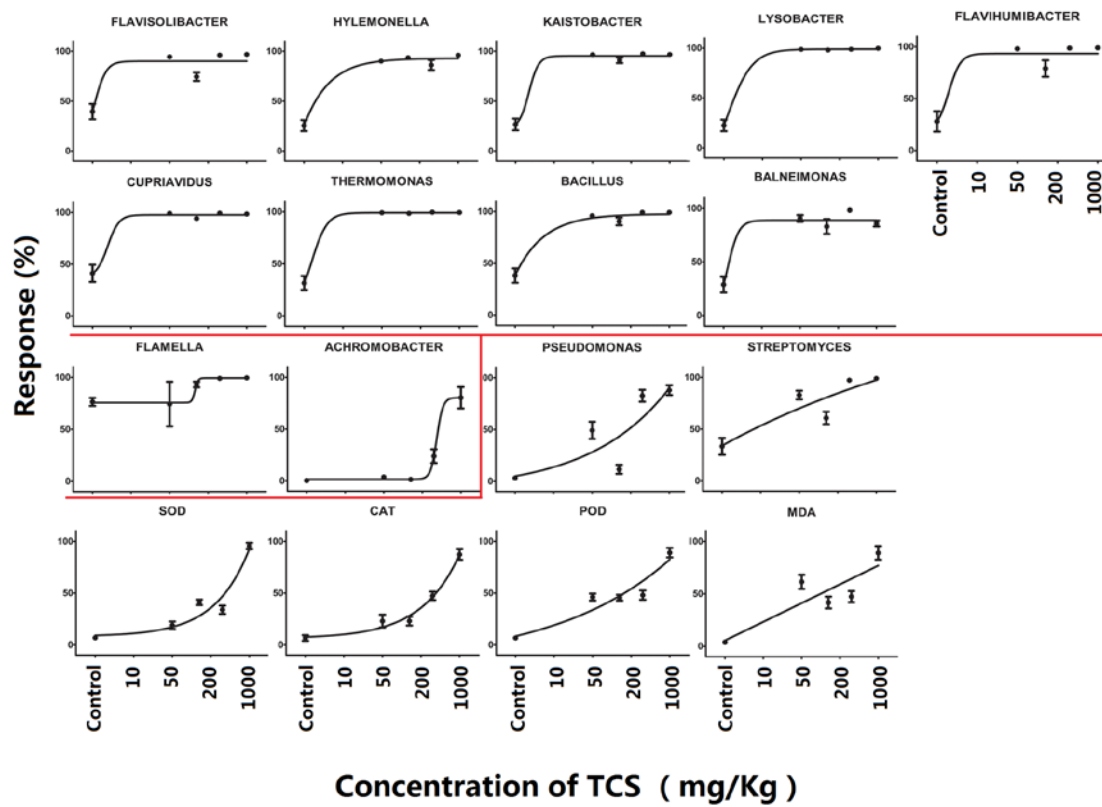 FLAVISOLIBACTER HYLEMONELLA KAISTOBACTER LYSOBACTER FLAVIHUMIBACTER
100 100 100 100 100
50 50 50 50 50
0 0 0 0 0
CUPRIAVIDUS THERMOMONAS BACILLUS BALNEIMONAS
Control 10 50 200 1000
100 100 100 100
50 50 50 50
0 0 0 0
Response (%)
FLAMELLA ACHROMOBACTER PSEUDOMONAS STREPTOMYCES
100 100 100 100
50 50 50 50
0 0 0 0
SOD CAT POD MDA
100 100 100 100
50 50 50 50
0 0 0 0
Control 10 50 200 1000 Control 10 50 200 1000 Control 10 50 200 1000 Control 10 50 200 1000
Concentration of TCS ( mg/Kg )